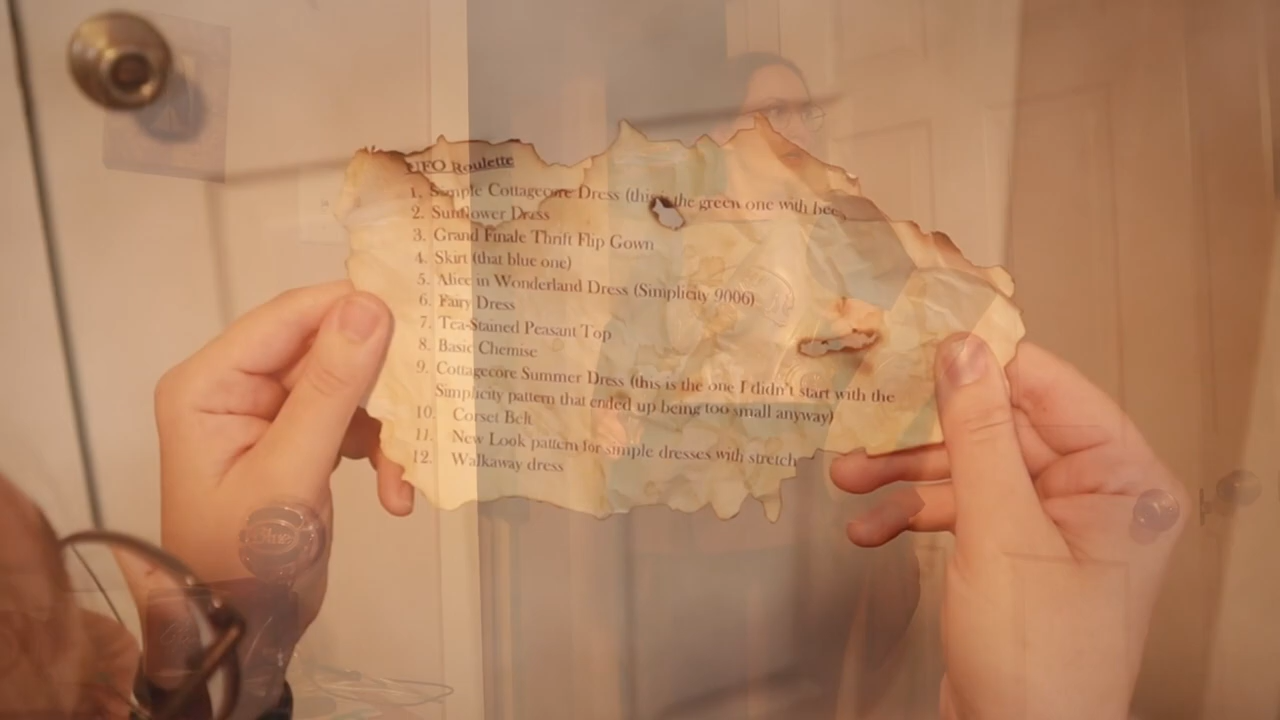 UFO Roulette
1. Simple Cottagecore Dress (this is the green one with bee
2. Sunflower Dress
3. Grand Finale Thrift Flip Gown
4. Skirt (that blue one)
5. Alice in Wonderland Dress (Simplicity 9006)
6. Fairy Dress
7. Tea-Stained Peasant Top
8. Basic Chemise
9. Cottagecore Summer Dress (this is the one I didn't start with the
Simplicity pattern that ended up being too small anyway)
10. Corset Belt
11. New Look pattern for simple dresses with stretch
12. Walkaway dress
Blue